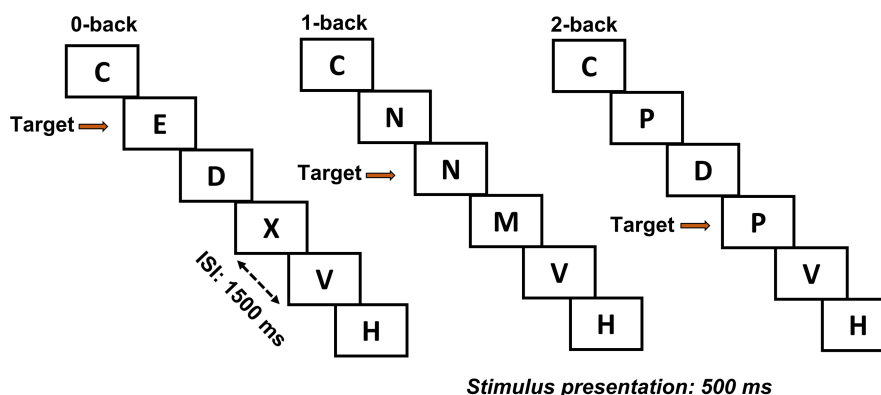 0-back
C
Target
E
D
X
V
H
ISI: 1500 ms
1-back
C
N
Target
N
M
V
H
2-back
C
P
D
Target
P
V
H
Stimulus presentation: 500 ms